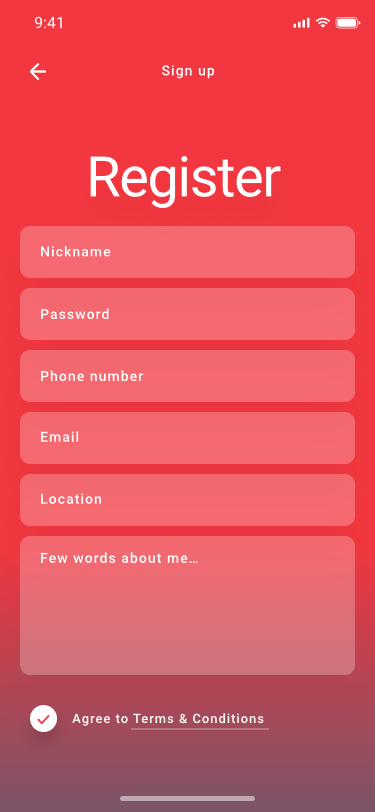 9:41
Sign up
Register
Nickname
Password
Phone number
Email
Location
Few words about me…
Agree to Terms & Conditions